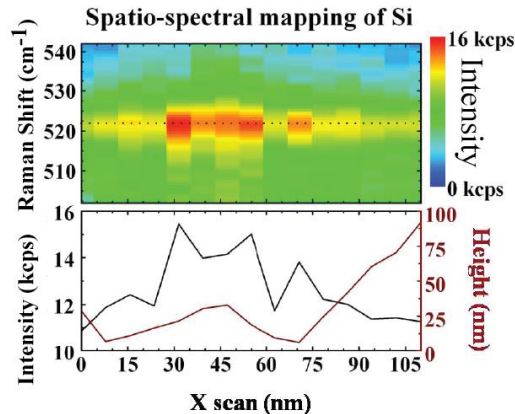 Spatio-spectral mapping of Si
Raman Shift (cm-1)
540
530
520
510
16 kcps
Intensity
0 kcps
Intensity (kcps)
16
14
12
10
100
75
50
25
0
Height (nm)
0 15 30 45 60 75 90 105
X scan (nm)